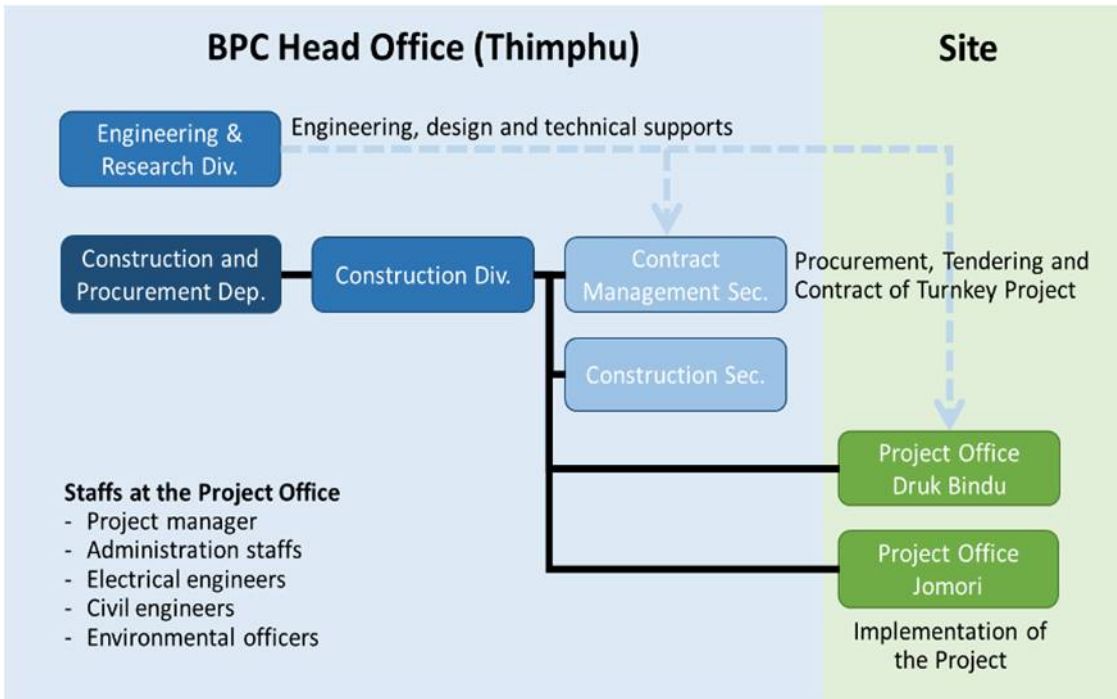 BPC Head Office (Thimphu)
Site
Engineering &
Research Div.
Engineering, design and technical supports
Construction and
Procurement Dep.
Construction Div.
Contract
Management Sec.
Procurement, Tendering and
Contract of Turnkey Project
Construction Sec.
Project Office
Druk Bindu
Staffs at the Project Office
- Project manager
- Administration staffs
- Electrical engineers
- Civil engineers
- Environmental officers
Project Office
Jomori
Implementation of
the Project